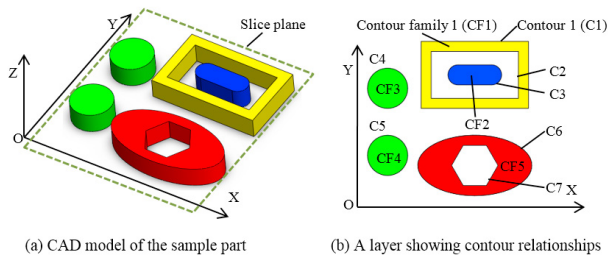 Y
Slice plane
Z
O
X
(a) CAD model of the sample part
Contour family 1 (CF1)
Contour 1 (C1)
Y
C4
CF3
C2
C3
CF2
C5
CF4
C6
CF5
C7
X
O
(b) A layer showing contour relationships